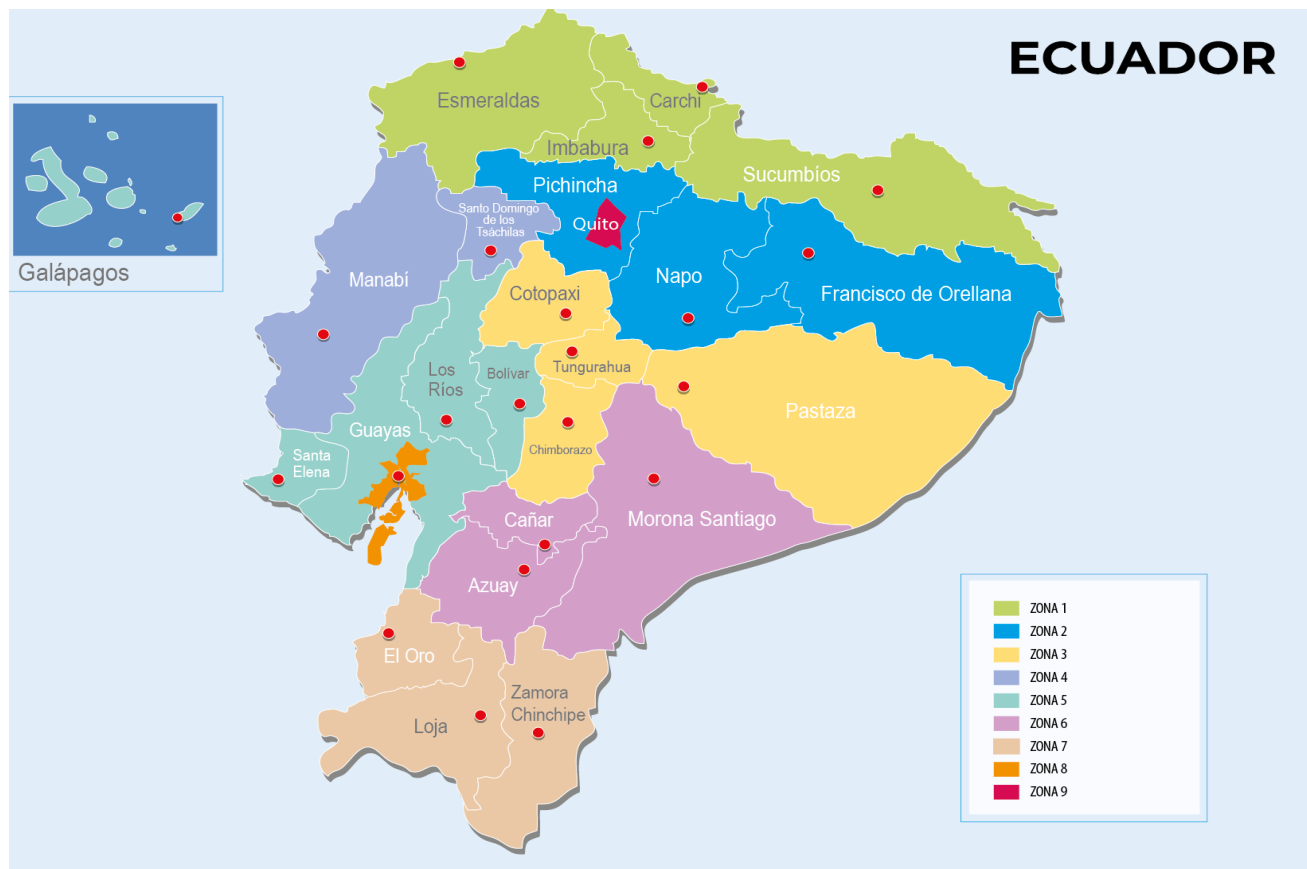 ECUADOR
Esmeraldas
Carchi
Imbabura
Sucumbíos
Pichincha
Quito
Santo Domingo
de los
Tsáchilas
Galápagos
Manabí
Napo
Cotopaxi
Francisco de Orellana
Los
Ríos
Bolívar
Tungurahua
Pastaza
Guayas
Chimborazo
Santa
Elena
Cañar
Morona Santiago
Azuay
El Oro
Zamora
Chinchipe
Loja
ZONA 1
ZONA 2
ZONA 3
ZONA 4
ZONA 5
ZONA 6
ZONA 7
ZONA 8
ZONA 9